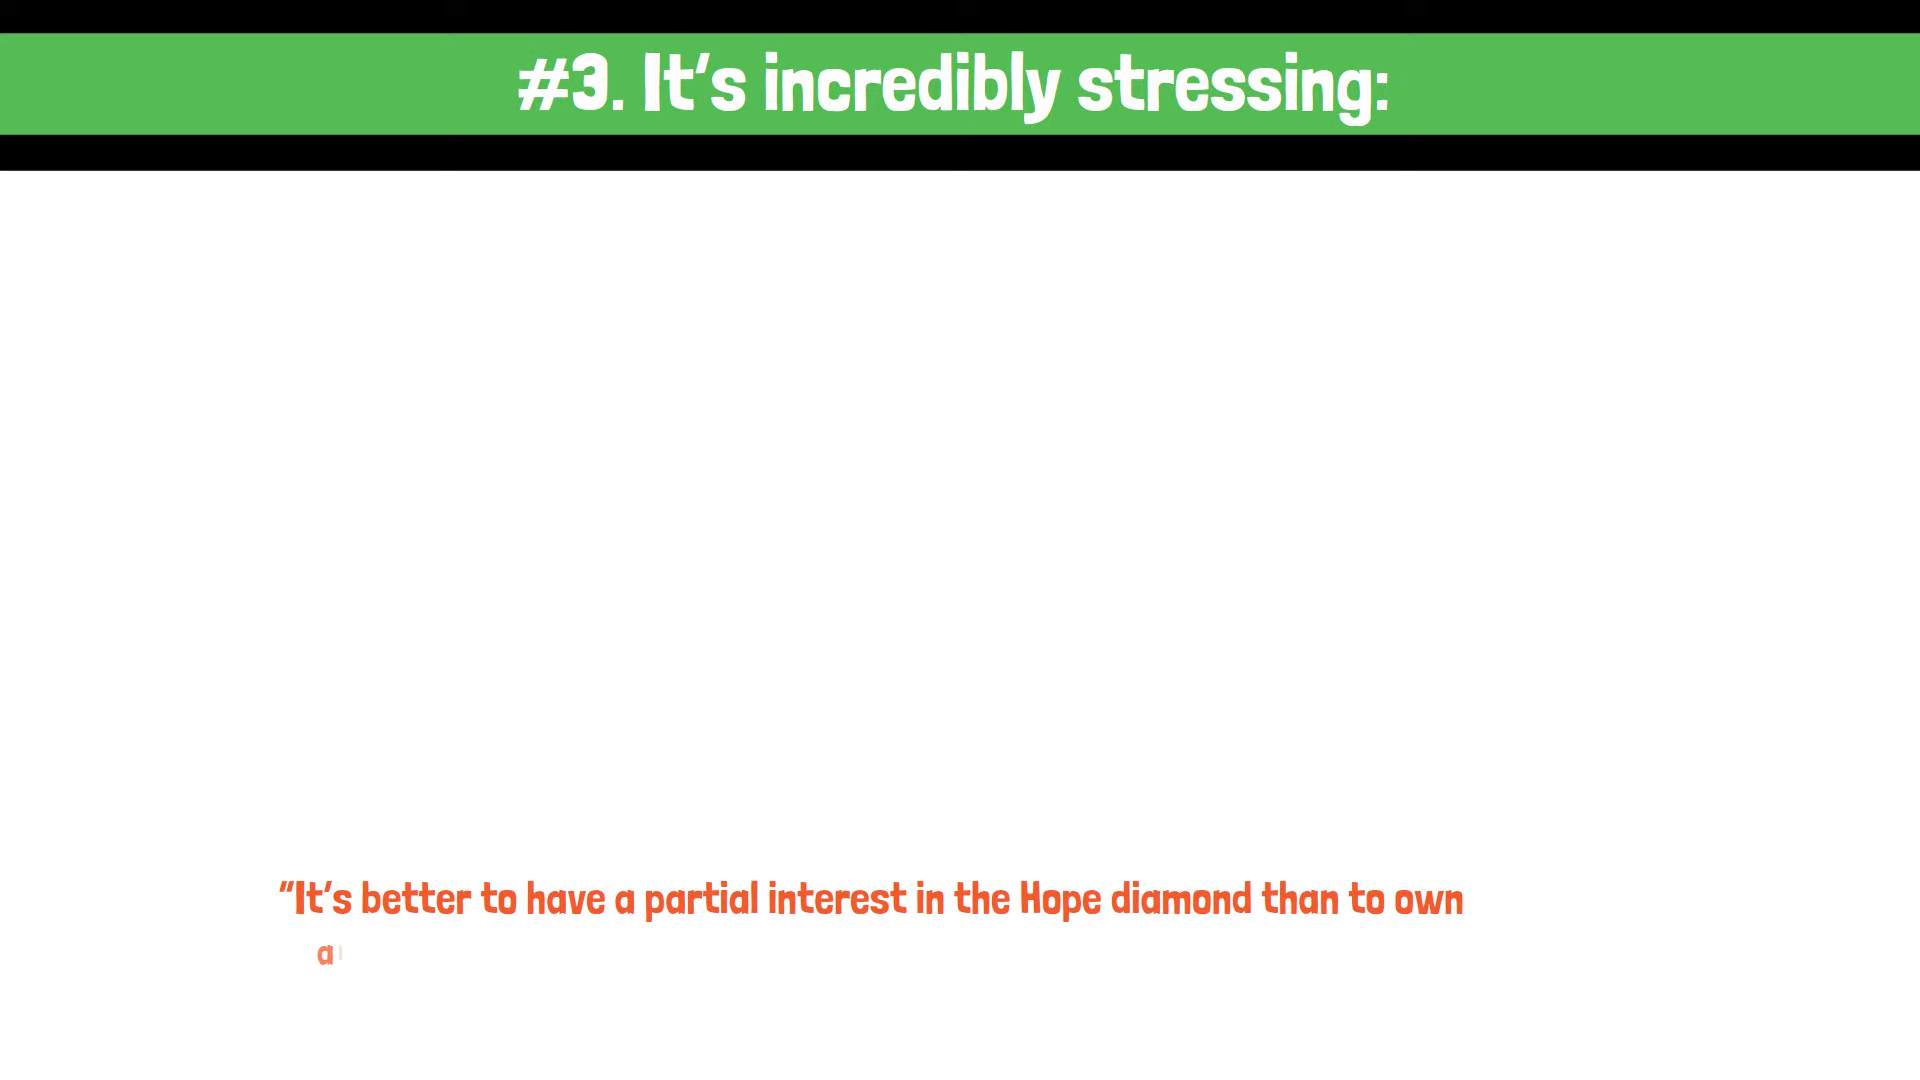 #3. It's incredibly stressing:
"It's better to have a partial interest in the Hope diamond than to own
a